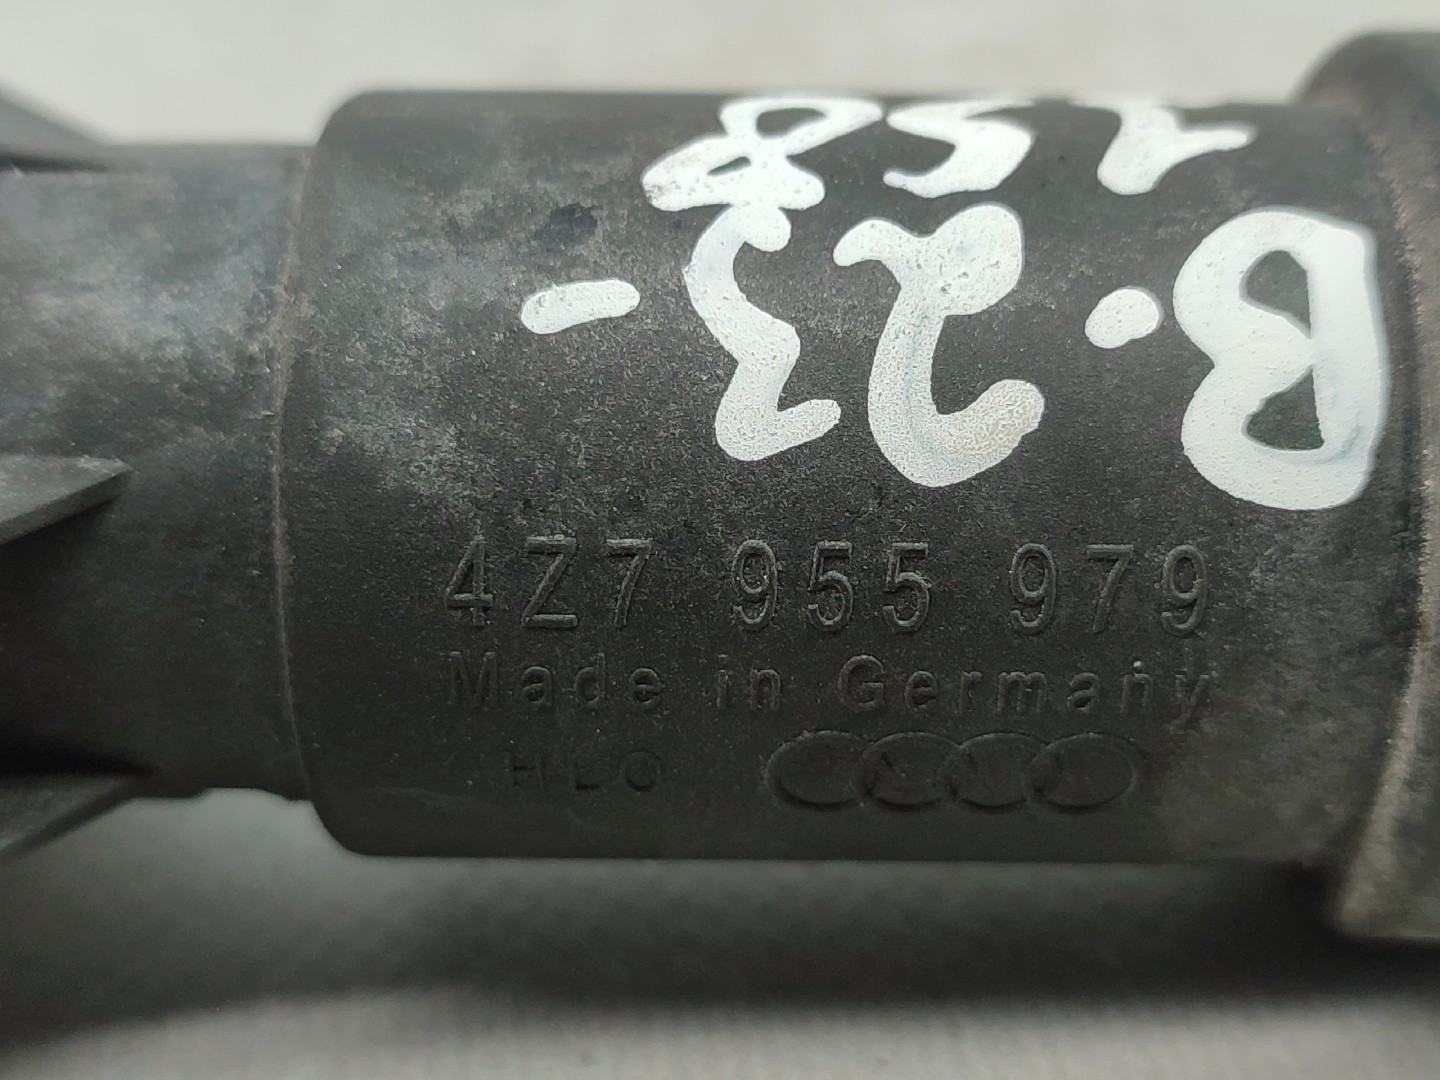 B.23-
158
4Z7 955 979
Made in Germany
HLO